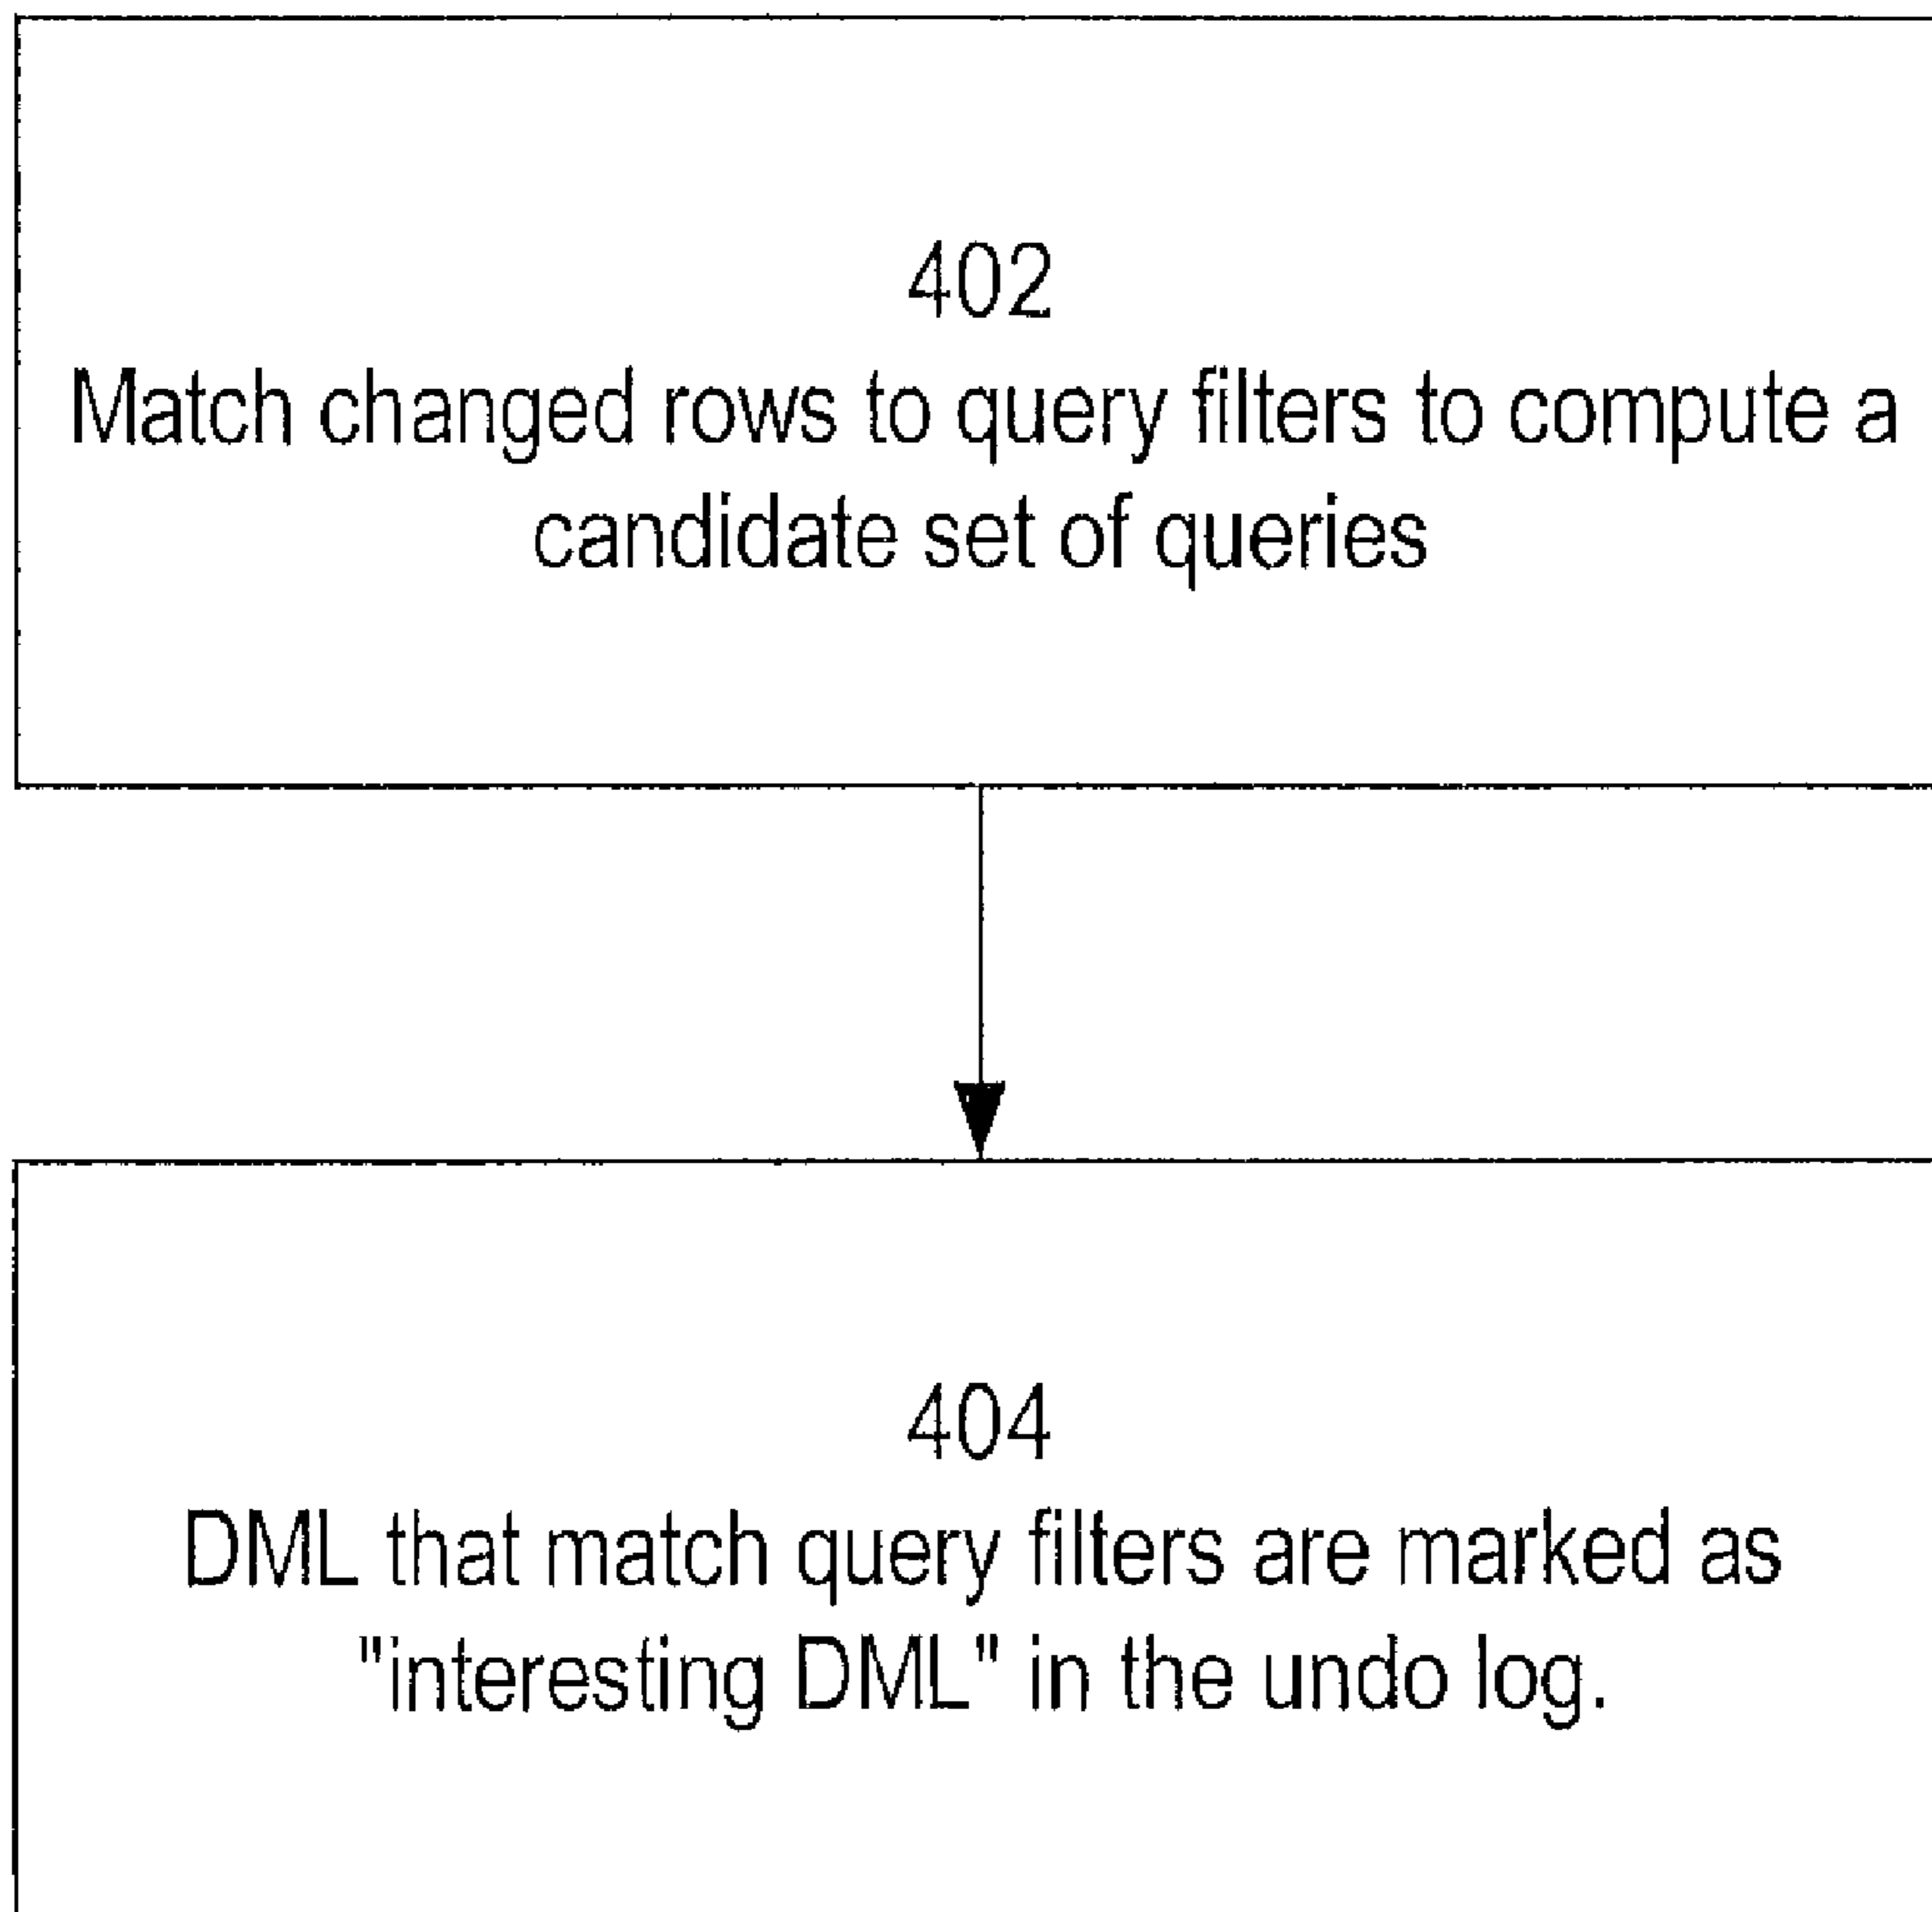 402
Match changed rows to query filters to compute a
candidate set of queries
404
DML that match query filters are marked as
"interesting DML" in the undo log.